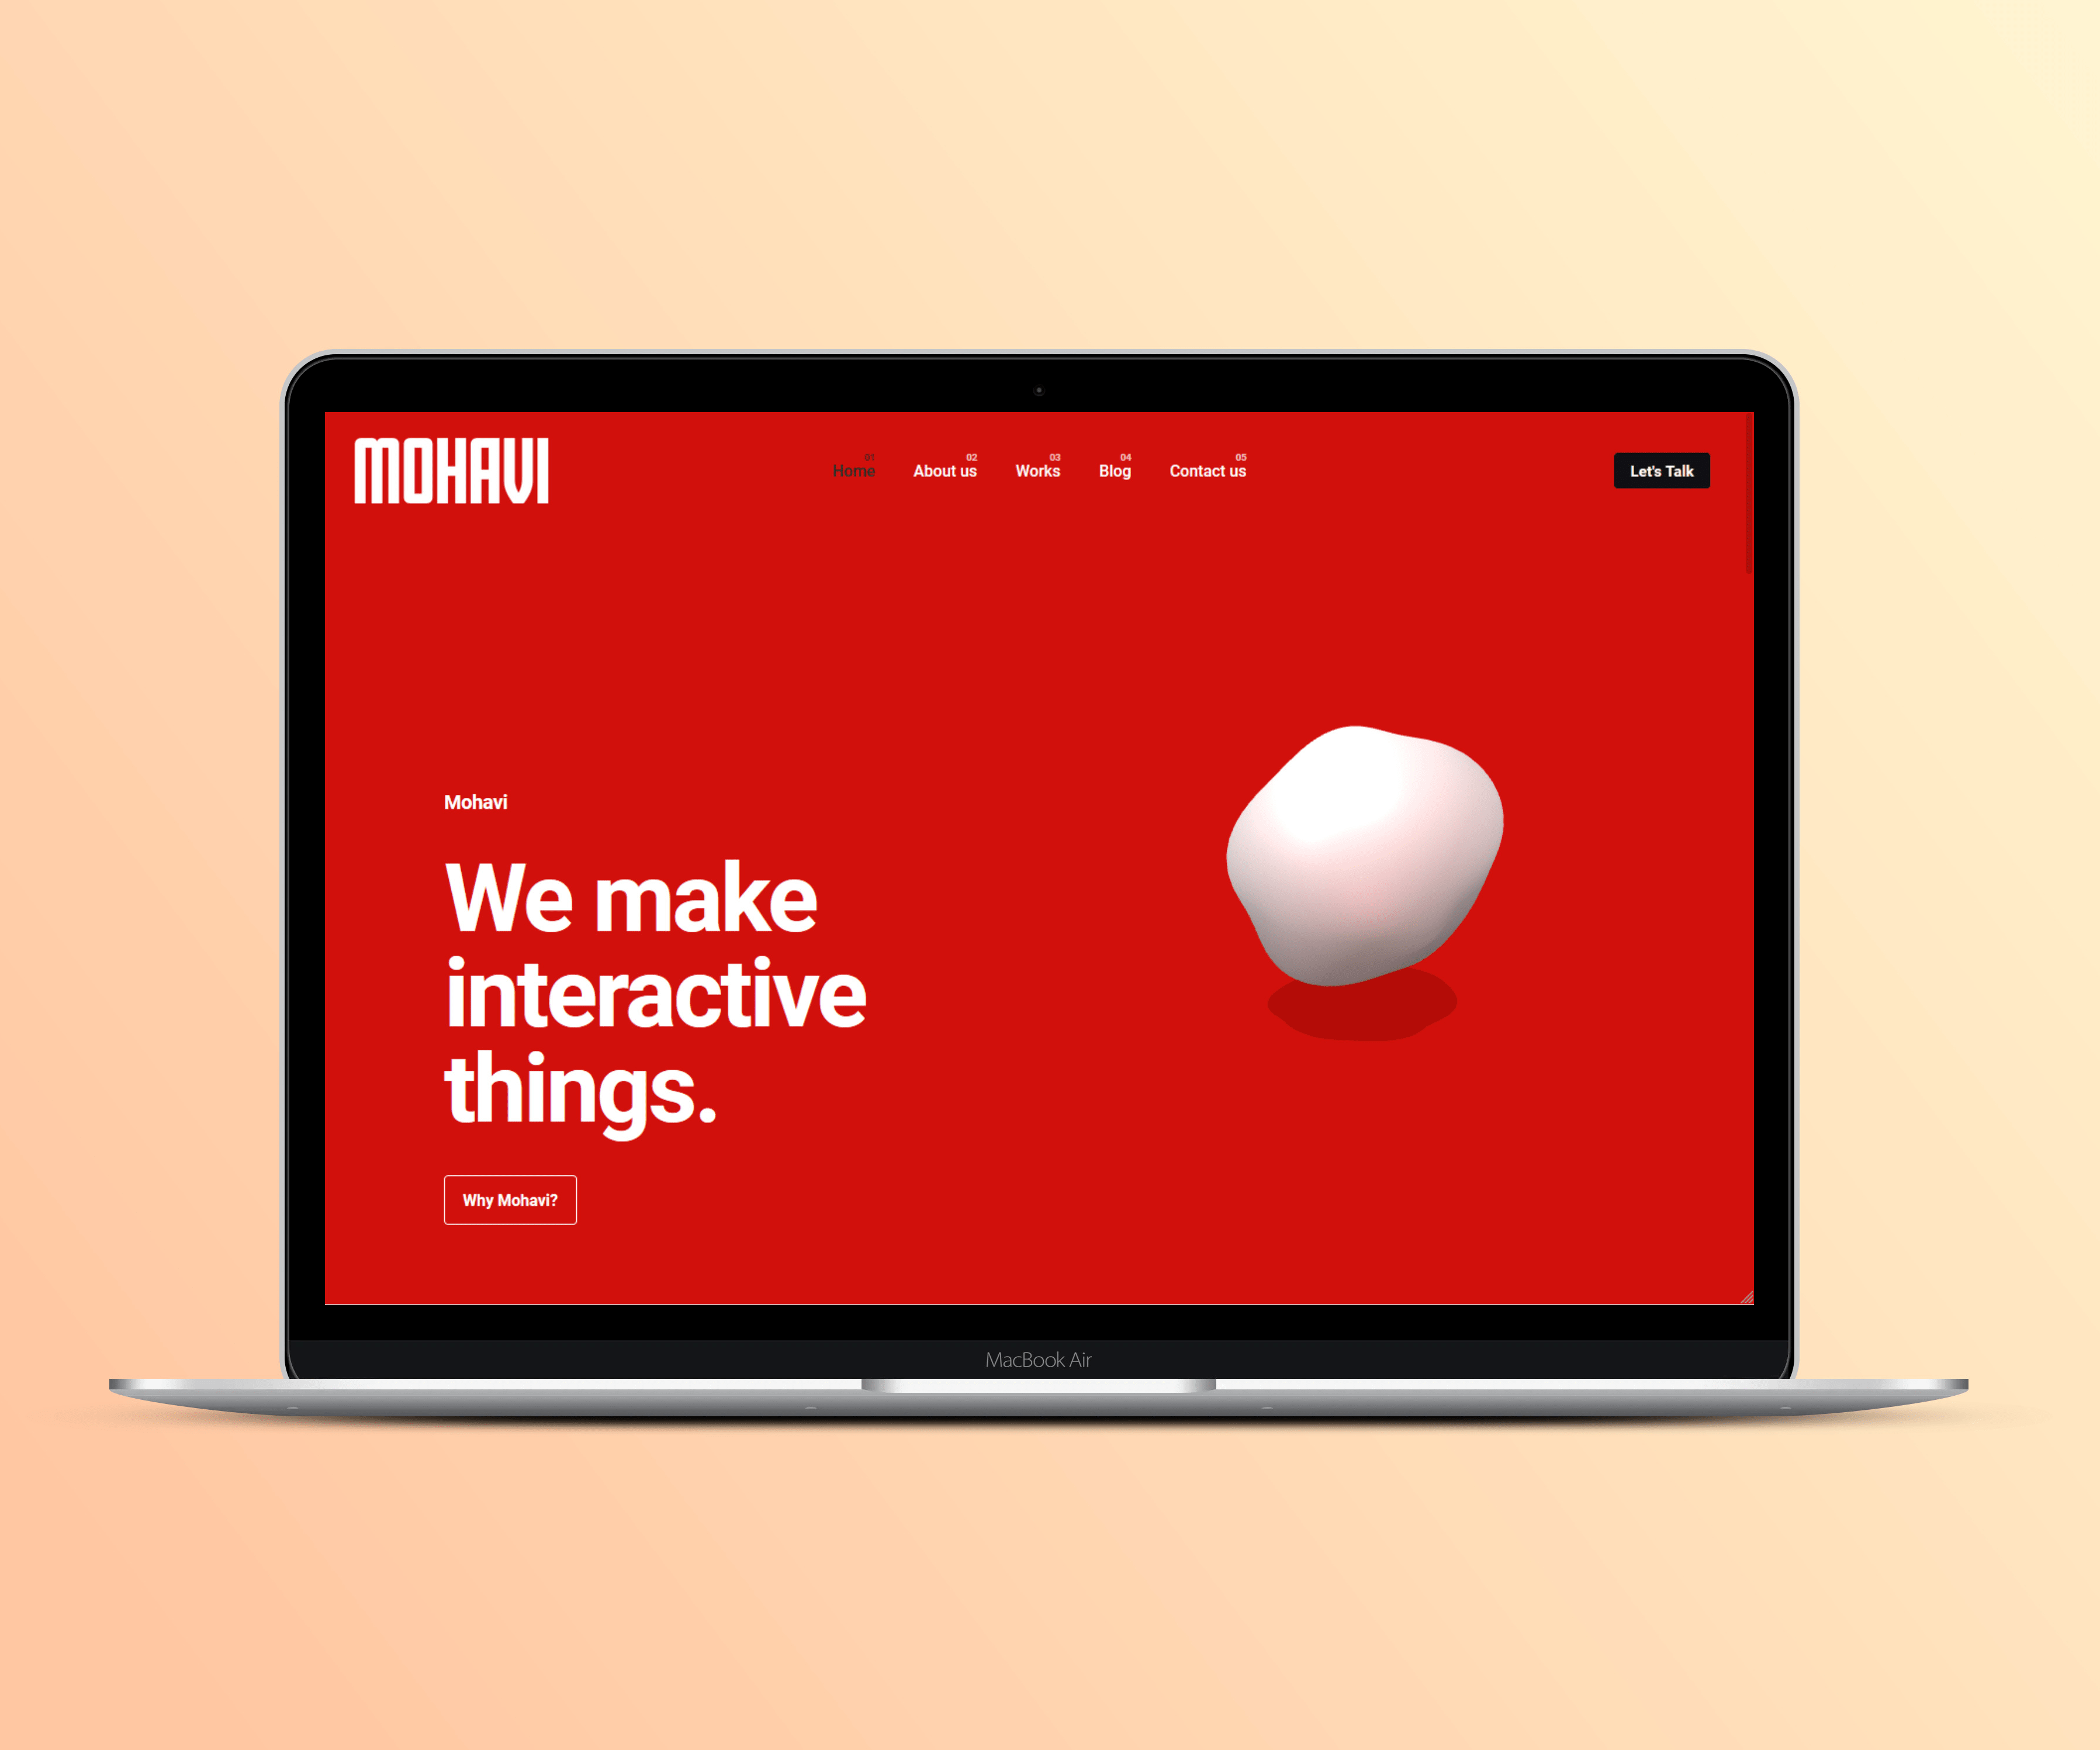 MOHAVI
01 02 03 04 05
Home About us Works Blog Contact us
Let's Talk
Mohavi
We make
interactive
things.
Why Mohavi?
MacBook Air